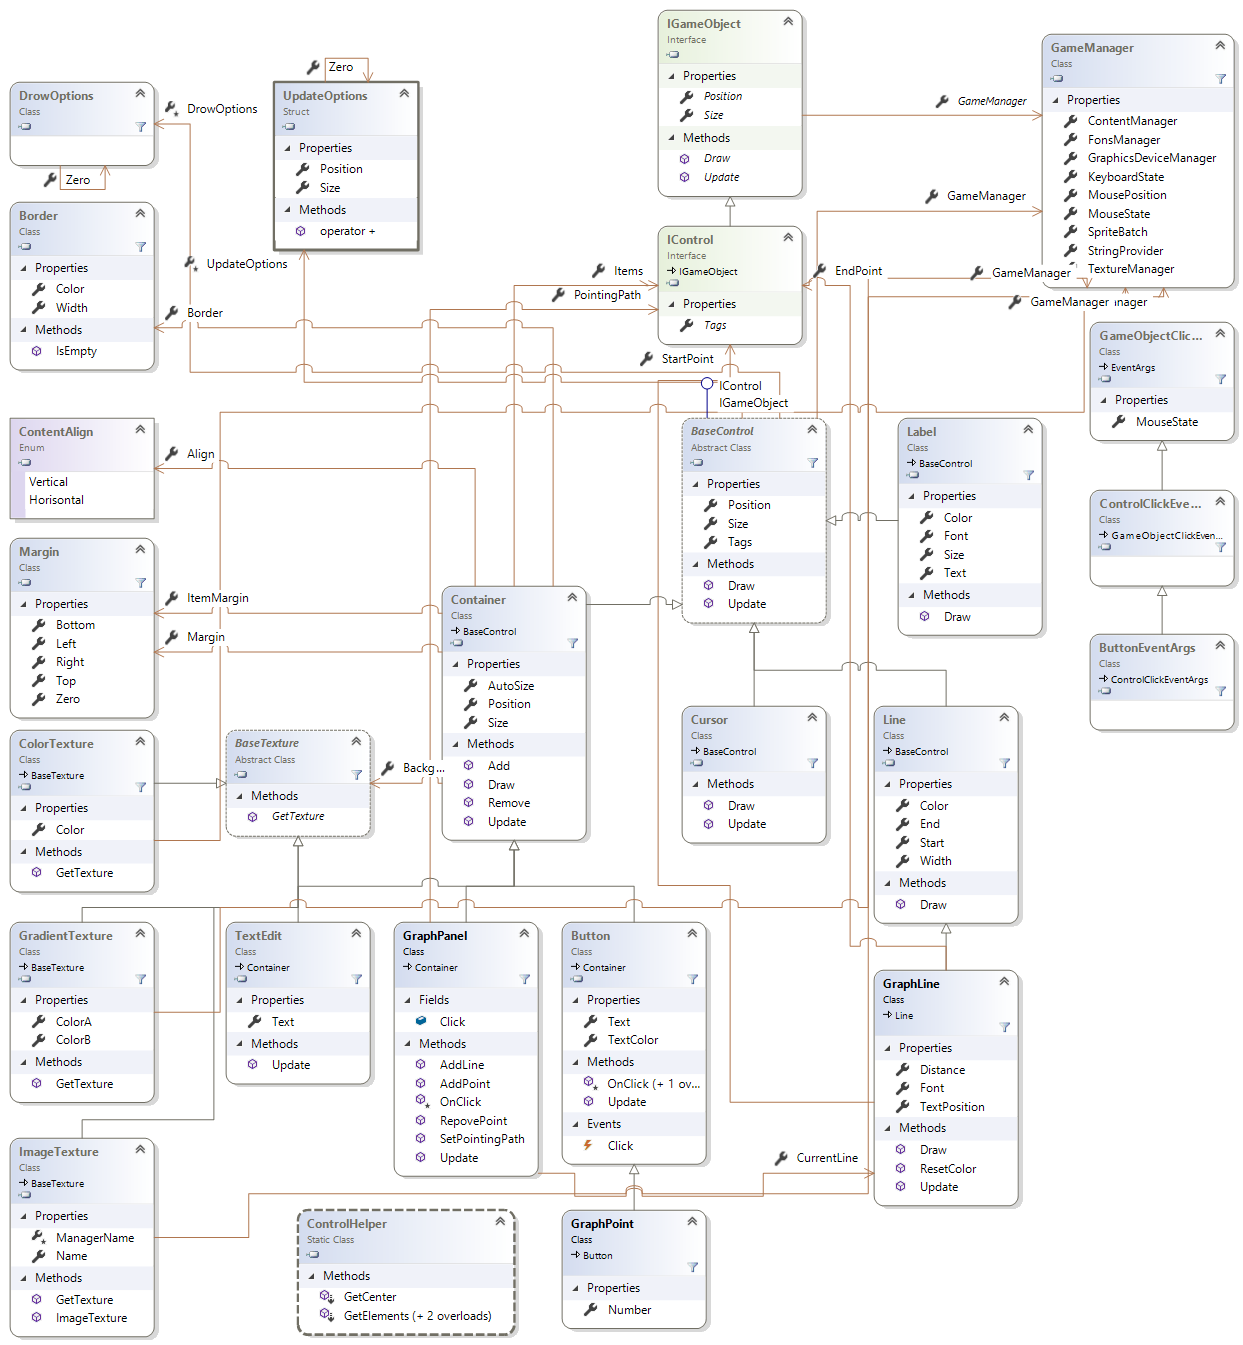 IGameObject
Interface
Properties
Position
Size
Methods
Draw
Update
GameManager
Class
Properties
ContentManager
FonsManager
GraphicsDeviceManager
KeyboardState
MousePosition
MouseState
SpriteBatch
StringProvider
TextureManager
GameManager
GameManager
GameManager
GameManager
nager
DrowOptions
Class
Zero
DrowOptions
Zero
UpdateOptions
Struct
Properties
Position
Size
Methods
operator +
UpdateOptions
Border
Class
Properties
Color
Width
Methods
IsEmpty
Border
IControl
Interface
IGameObject
Properties
Tags
Items
PointingPath
EndPoint
StartPoint
IControl
IGameObject
GameObjectClic...
Class
EventArgs
Properties
MouseState
ContentAlign
Enum
Vertical
Horisontal
Align
BaseControl
Abstract Class
Properties
Position
Size
Tags
Methods
Draw
Update
Label
Class
BaseControl
Properties
Color
Font
Size
Text
Methods
Draw
ControlClickEve...
Class
GameObjectClickEven...
Margin
Class
Properties
Bottom
Left
Right
Top
Zero
ItemMargin
Margin
Container
Class
BaseControl
Properties
AutoSize
Position
Size
Methods
Add
Draw
Remove
Update
ButtonEventArgs
Class
ControlClickEventArgs
ColorTexture
Class
BaseTexture
Properties
Color
Methods
GetTexture
BaseTexture
Abstract Class
Methods
GetTexture
Backg...
Cursor
Class
BaseControl
Methods
Draw
Update
Line
Class
BaseControl
Properties
Color
End
Start
Width
Methods
Draw
GradientTexture
Class
BaseTexture
Properties
ColorA
ColorB
Methods
GetTexture
TextEdit
Class
Container
Properties
Text
Methods
Update
GraphPanel
Class
Container
Fields
Click
Methods
AddLine
AddPoint
OnClick
RepovePoint
SetPointingPath
Update
Button
Class
Container
Properties
Text
TextColor
Methods
OnClick (+ 1 ov...
Update
Events
Click
GraphLine
Class
Line
Properties
Distance
Font
TextPosition
Methods
Draw
ResetColor
Update
CurrentLine
ImageTexture
Class
BaseTexture
Properties
ManagerName
Name
Methods
GetTexture
ImageTexture
ControlHelper
Static Class
Methods
GetCenter
GetElements (+ 2 overloads)
GraphPoint
Class
Button
Properties
Number